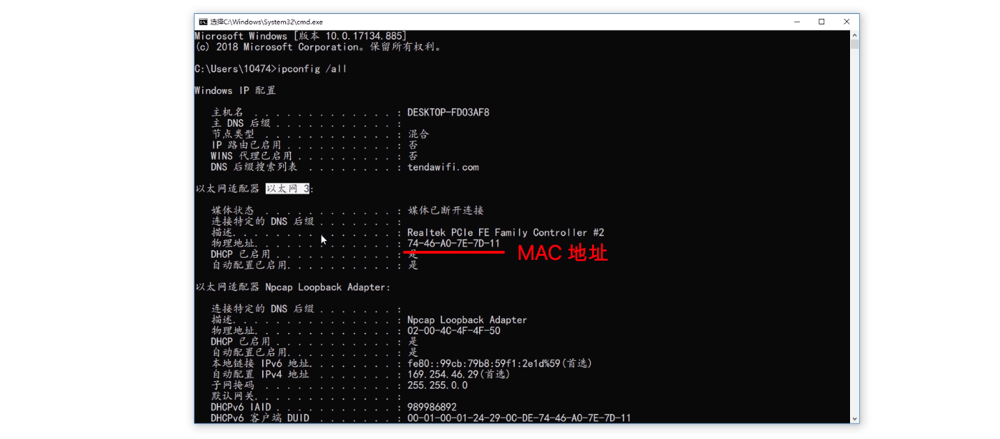 选择C:\Windows\System32\cmd.exe
Microsoft Windows [版本 10.0.17134.885]
(c) 2018 Microsoft Corporation。保留所有权利。
C:\Users\10474>ipconfig /all
Windows IP 配置
主机名 . . . . . . . . . . . . . : DESKTOP-FD03AF8
主 DNS 后缀 . . . . . . . . . . . :
节点类型 . . . . . . . . . . . . : 混合
IP 路由已启用 . . . . . . . . . . : 否
WINS 代理已启用 . . . . . . . . . : 否
DNS 后缀搜索列表 . . . . . . . . : tendawifi.com
以太网适配器 以太网 3:
媒体状态 . . . . . . . . . . . . : 媒体已断开连接
连接特定的 DNS 后缀 . . . . . . . :
描述. . . . . . . . . . . . . . . : Realtek PCIe FE Family Controller #2
物理地址. . . . . . . . . . . . . : 74-46-A0-7E-7D-11
MAC 地址
DHCP 已启用 . . . . . . . . . . . : 是
自动配置已启用. . . . . . . . . . : 是
以太网适配器 Npcap Loopback Adapter:
连接特定的 DNS 后缀 . . . . . . . :
描述. . . . . . . . . . . . . . . : Npcap Loopback Adapter
物理地址. . . . . . . . . . . . . : 02-00-4C-4F-4F-50
DHCP 已启用 . . . . . . . . . . . : 是
自动配置已启用. . . . . . . . . . : 是
本地链接 IPv6 地址. . . . . . . . : fe80::99cb:79b8:59f1:2e1d%59(首选)
自动配置 IPv4 地址 . . . . . . . : 169.254.46.29(首选)
子网掩码 . . . . . . . . . . . . : 255.255.0.0
默认网关. . . . . . . . . . . . . :
DHCPv6 IAID . . . . . . . . . . . : 989986892
DHCPv6 客户端 DUID . . . . . . . : 00-01-00-01-24-29-0C-DE-74-46-A0-7E-7D-11